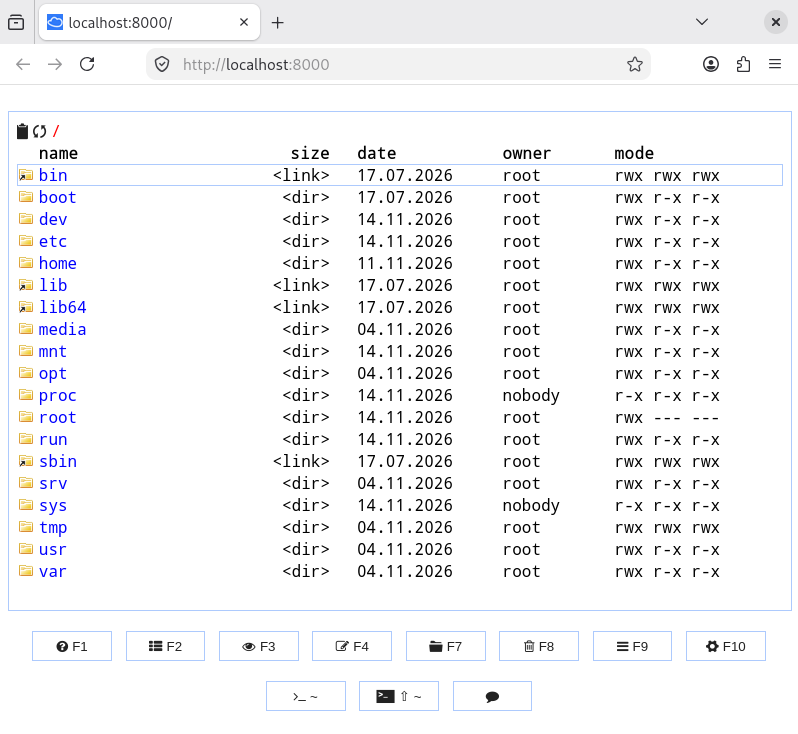 localhost:8000/
http://localhost:8000
/
name size date owner mode
bin <link> 17.07.2026 root rwx rwx rwx
boot <dir> 17.07.2026 root rwx r-x r-x
dev <dir> 14.11.2026 root rwx r-x r-x
etc <dir> 14.11.2026 root rwx r-x r-x
home <dir> 11.11.2026 root rwx r-x r-x
lib <link> 17.07.2026 root rwx rwx rwx
lib64 <link> 17.07.2026 root rwx rwx rwx
media <dir> 04.11.2026 root rwx r-x r-x
mnt <dir> 14.11.2026 root rwx r-x r-x
opt <dir> 04.11.2026 root rwx r-x r-x
proc <dir> 14.11.2026 nobody r-x r-x r-x
root <dir> 14.11.2026 root rwx --- ---
run <dir> 14.11.2026 root rwx r-x r-x
sbin <link> 17.07.2026 root rwx rwx rwx
srv <dir> 04.11.2026 root rwx r-x r-x
sys <dir> 14.11.2026 nobody r-x r-x r-x
tmp <dir> 04.11.2026 root rwx rwx rwx
usr <dir> 04.11.2026 root rwx r-x r-x
var <dir> 04.11.2026 root rwx r-x r-x
F1 F2 F3 F4 F7 F8 F9 F10
>_ ~ >_ ⇧ ~